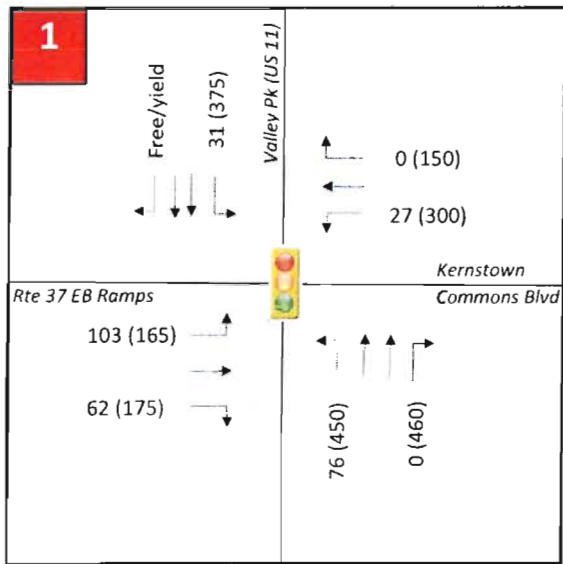 1
Free/yield
31 (375)
Valley Pk (US 11)
0 (150)
27 (300)
Kernstown
Commons Blvd
Rte 37 EB Ramps
103 (165)
62 (175)
76 (450)
0 (460)